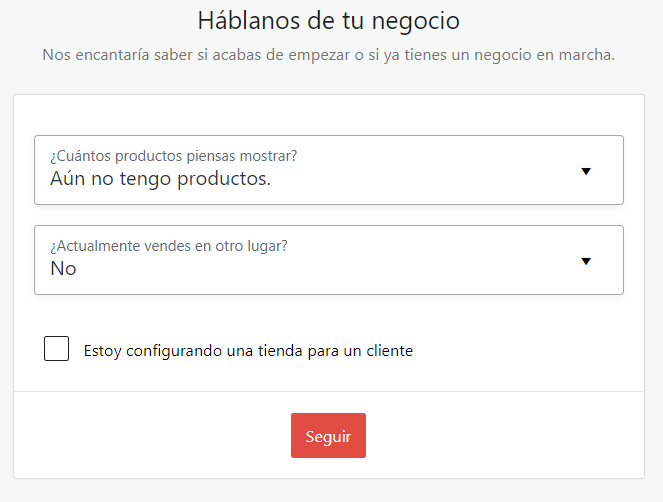 Háblanos de tu negocio
Nos encantaría saber si acabas de empezar o si ya tienes un negocio en marcha.
¿Cuántos productos piensas mostrar?
Aún no tengo productos.
¿Actualmente vendes en otro lugar?
No
Estoy configurando una tienda para un cliente
Seguir